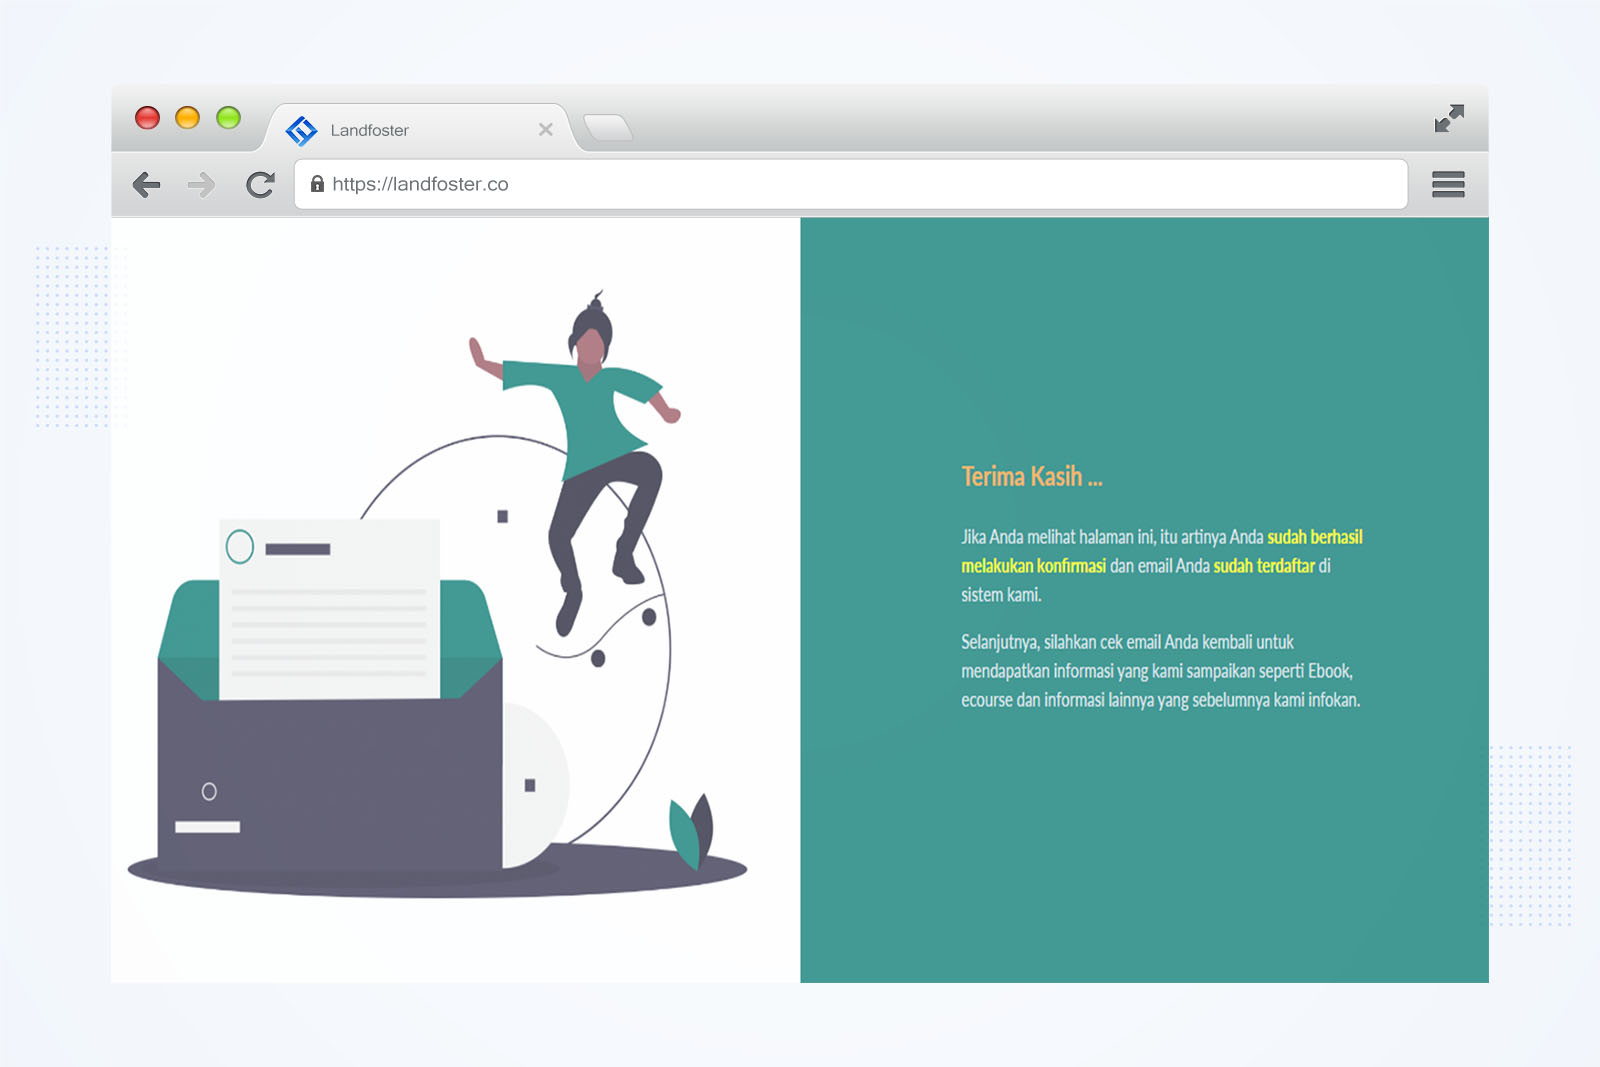 Landfoster
https://landfoster.co
Terima Kasih ...
Jika Anda melihat halaman ini, itu artinya Anda sudah berhasil
melakukan konfirmasi dan email Anda sudah terdaftar di
sistem kami.
Selanjutnya, silahkan cek email Anda kembali untuk
mendapatkan informasi yang kami sampaikan seperti Ebook,
ecourse dan informasi lainnya yang sebelumnya kami infokan.